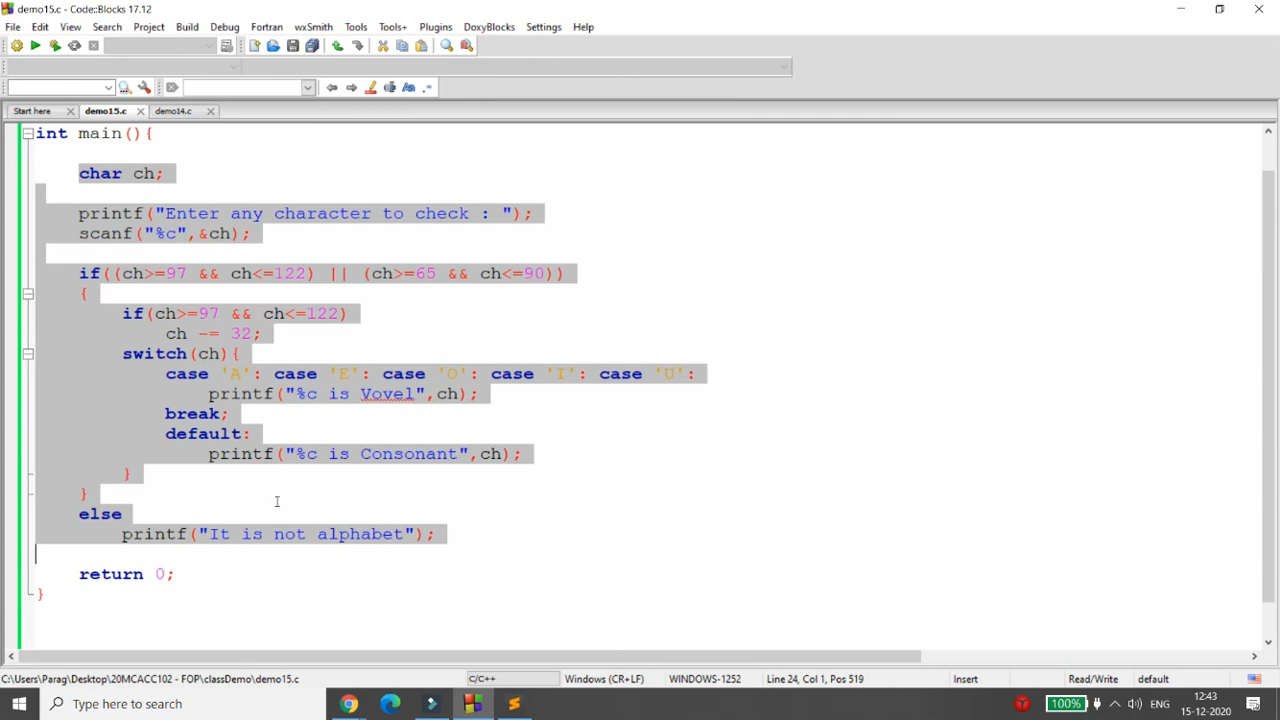 demo15.c - Code::Blocks 17.12
File Edit View Search Project Build Debug Fortran wxSmith Tools Tools+ Plugins DoxyBlocks Settings Help
Start here demo15.c demo14.c
int main(){
char ch;
printf("Enter any character to check : ");
scanf("%c",&ch);
if((ch>=97 && ch<=122) || (ch>=65 && ch<=90))
{
if(ch>=97 && ch<=122)
ch -= 32;
switch(ch){
case 'A': case 'E': case 'O': case 'I': case 'U':
printf("%c is Vovel",ch);
break;
default:
printf("%c is Consonant",ch);
}
}
else
printf("It is not alphabet");
return 0;
}
C:\Users\Parag\Desktop\20MCACC102 - FOP\classDemo\demo15.c C/C++ Windows (CR+LF) WINDOWS-1252 Line 24, Col 1, Pos 519 Insert Read/Write default
Type here to search 100% ENG 12:43
15-12-2020